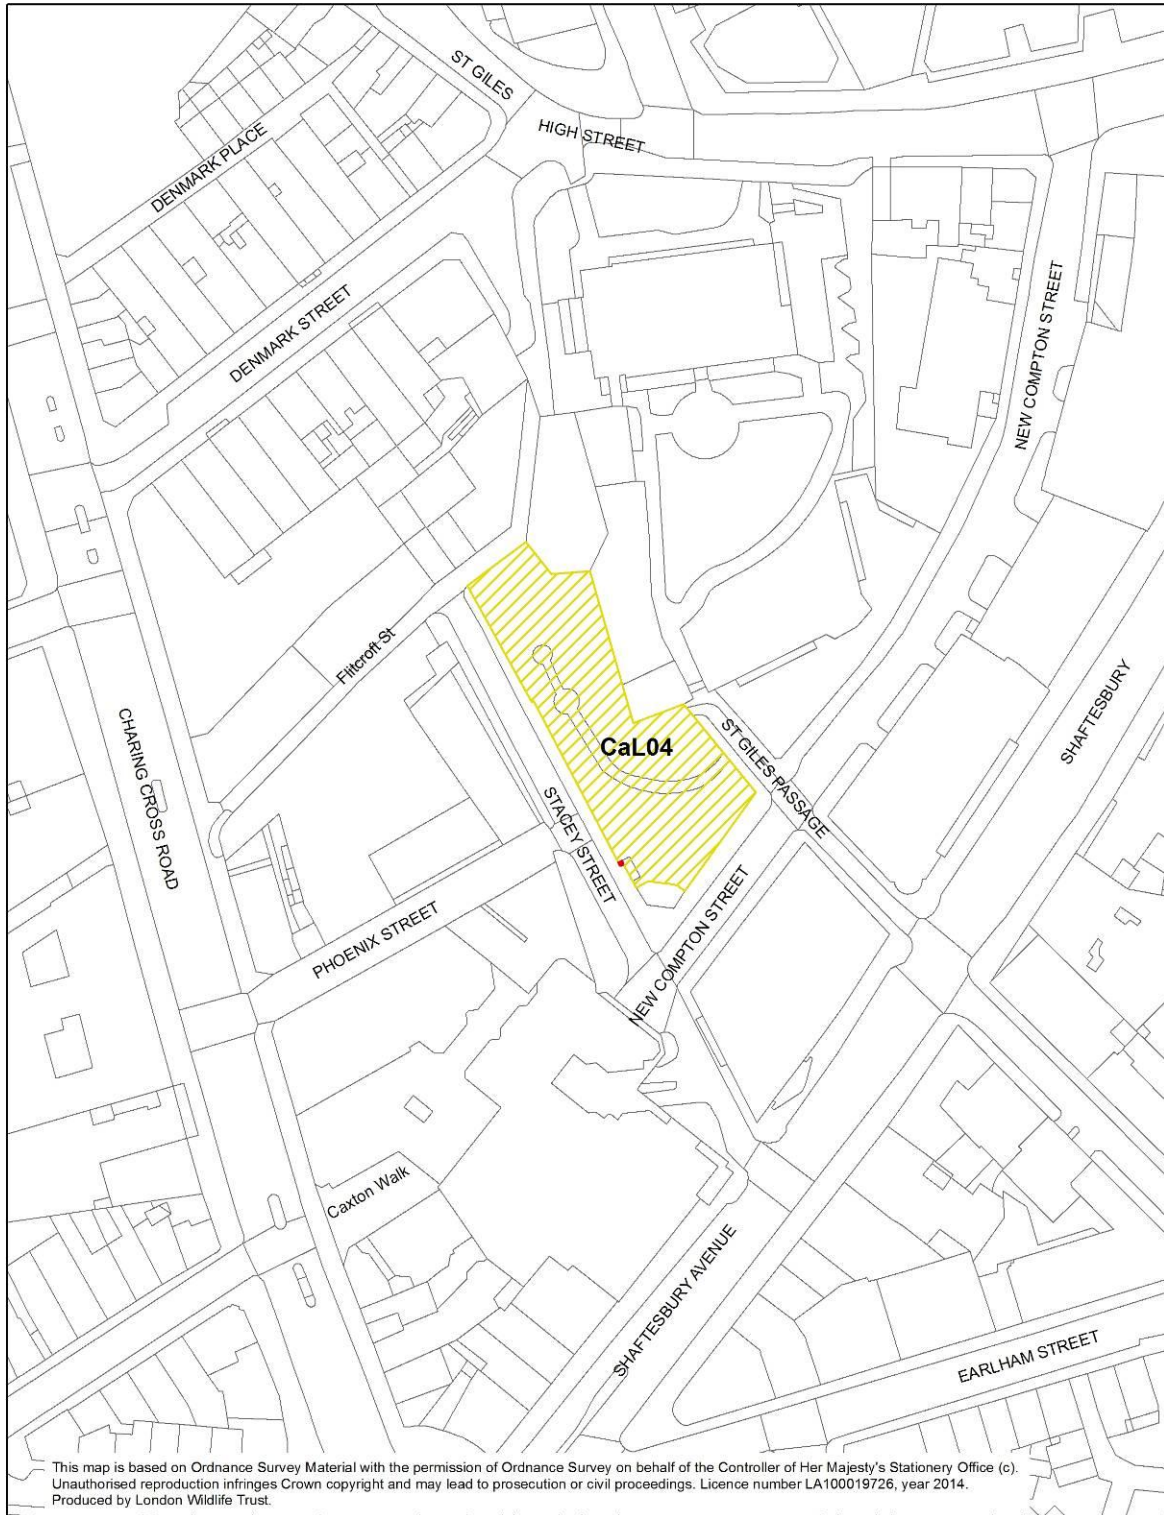 ST GILES
HIGH STREET
DENMARK PLACE
DENMARK STREET
NEW COMPTON STREET
Flitcroft St
SHAFTESBURY
CHARING CROSS ROAD
CaL04
ST GILES PASSAGE
STACEY STREET
PHOENIX STREET
NEW COMPTON STREET
Caxton Walk
SHAFTESBURY AVENUE
EARLHAM STREET
This map is based on Ordnance Survey Material with the permission of Ordnance Survey on behalf of the Controller of Her Majesty's Stationery Office (c).
Unauthorised reproduction infringes Crown copyright and may lead to prosecution or civil proceedings. Licence number LA100019726, year 2014.
Produced by London Wildlife Trust.